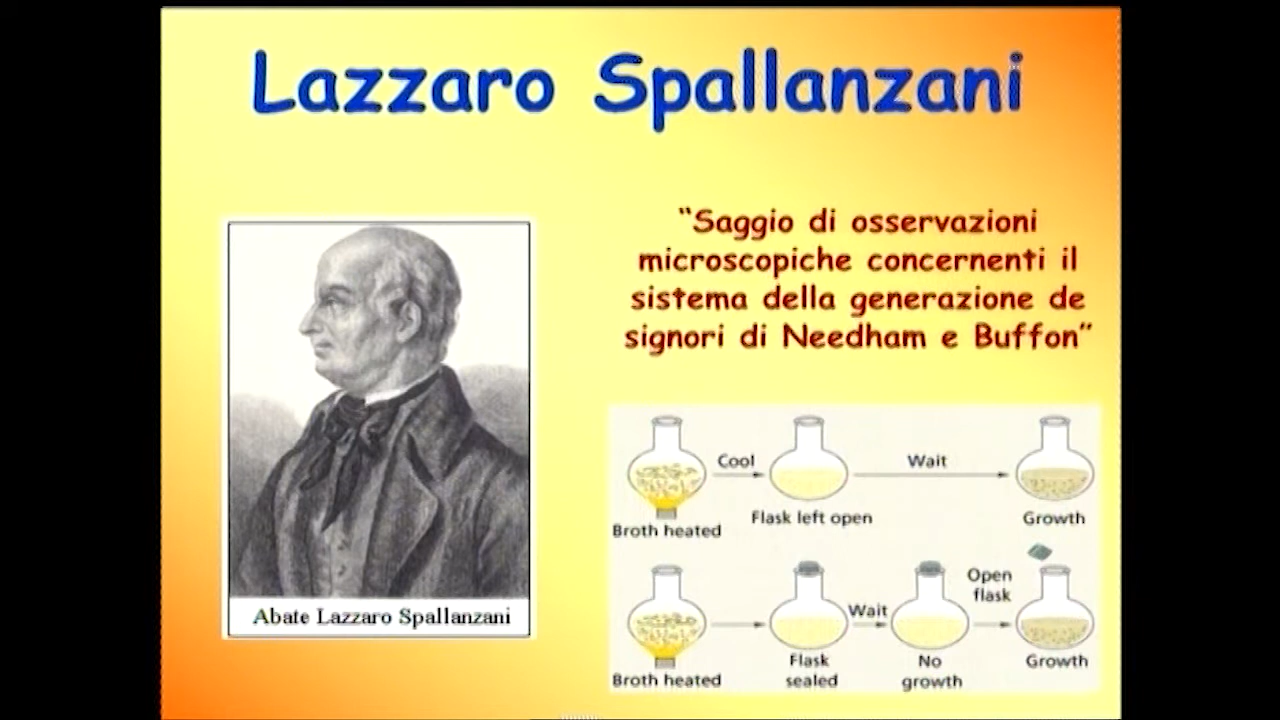 Lazzaro Spallanzani
“Saggio di osservazioni
microscopiche concernenti il
sistema della generazione de
signori di Needham e Buffon”
Abate Lazzaro Spallanzani
Cool
Wait
Broth heated
Flask left open
Growth
Wait
Open
flask
Broth heated
Flask
sealed
No
growth
Growth